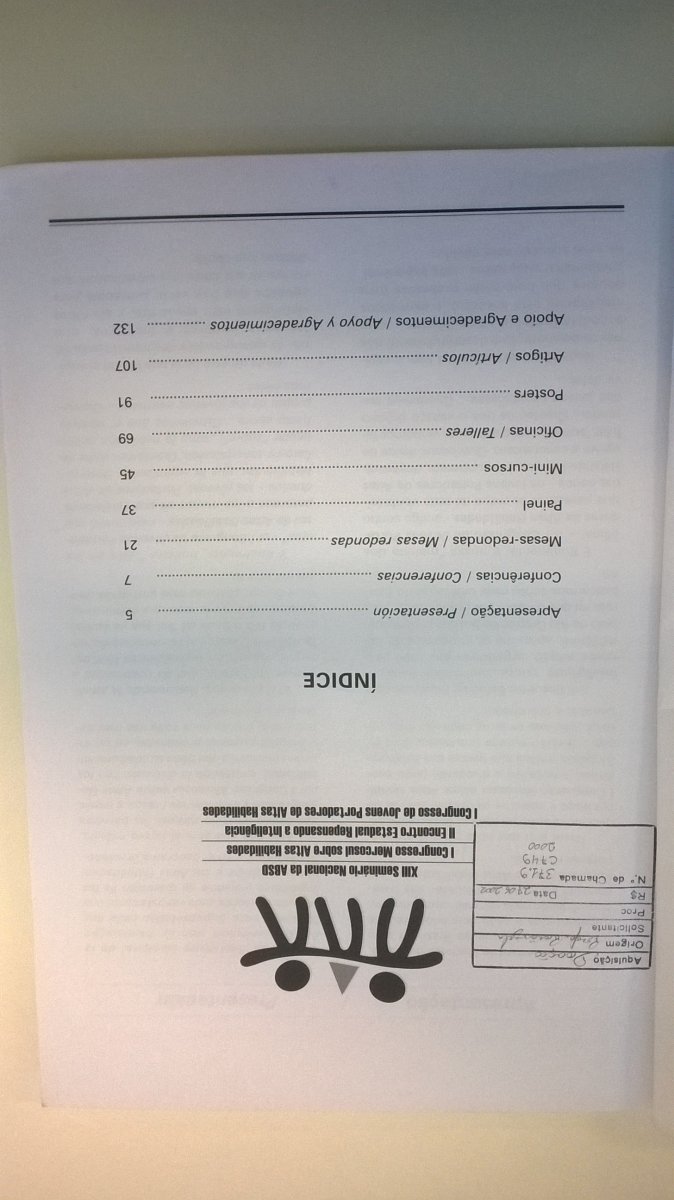 Aquisição Doação
Origem
Solicitante
Proc
R$ Data 29.08.2002
N.º de Chamada 371.9
C749
2000
XIII Seminário Nacional da ABSD
I Congresso Mercosul sobre Altas Habilidades
II Encontro Estadual Repensando a Inteligência
I Congresso de Jovens Portadores de Altas Habilidades
ÍNDICE
Apresentação / Presentación ........ 5
Conferências / Conferencias ........ 7
Mesas-redondas / Mesas redondas ........ 21
Painel ........ 37
Mini-cursos ........ 45
Oficinas / Talleres ........ 69
Posters ........ 91
Artigos / Artículos ........ 107
Apoio e Agradecimentos / Apoyo y Agradecimientos ........ 132